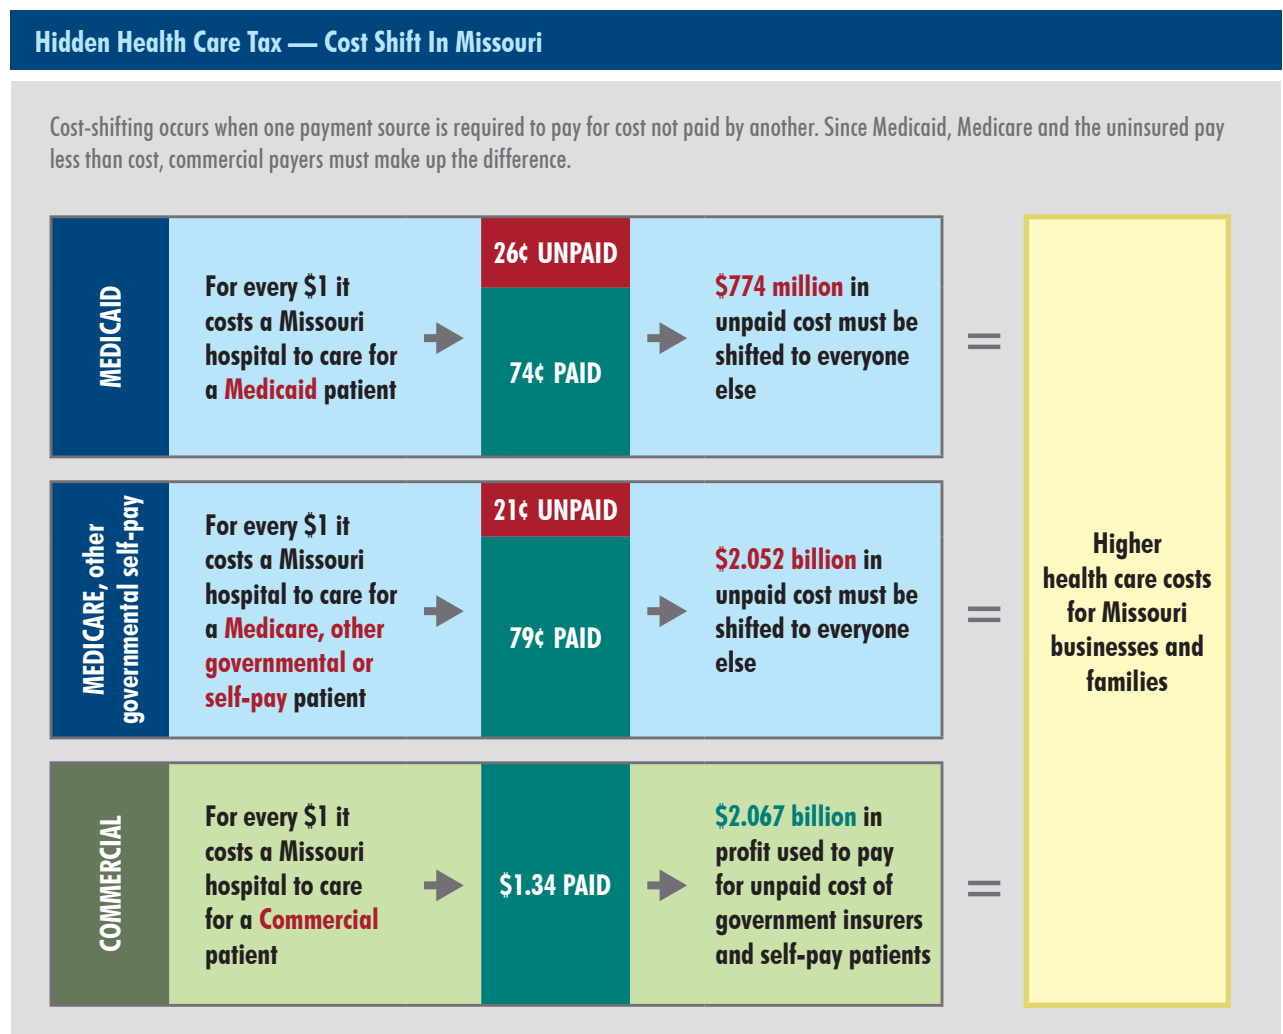 Hidden Health Care Tax — Cost Shift In Missouri
Cost-shifting occurs when one payment source is required to pay for cost not paid by another. Since Medicaid, Medicare and the uninsured pay
less than cost, commercial payers must make up the difference.
MEDICAID
For every $1 it
costs a Missouri
hospital to care for
a Medicaid patient
26¢ UNPAID
74¢ PAID
$774 million in
unpaid cost must be
shifted to everyone
else
=
MEDICARE, other
governmental self-pay
For every $1 it
costs a Missouri
hospital to care for
a Medicare, other
governmental or
self-pay patient
21¢ UNPAID
79¢ PAID
$2.052 billion in
unpaid cost must be
shifted to everyone
else
=
COMMERCIAL
For every $1 it
costs a Missouri
hospital to care
for a Commercial
patient
$1.34 PAID
$2.067 billion in
profit used to pay
for unpaid cost of
government insurers
and self-pay patients
=
Higher
health care costs
for Missouri
businesses and
families